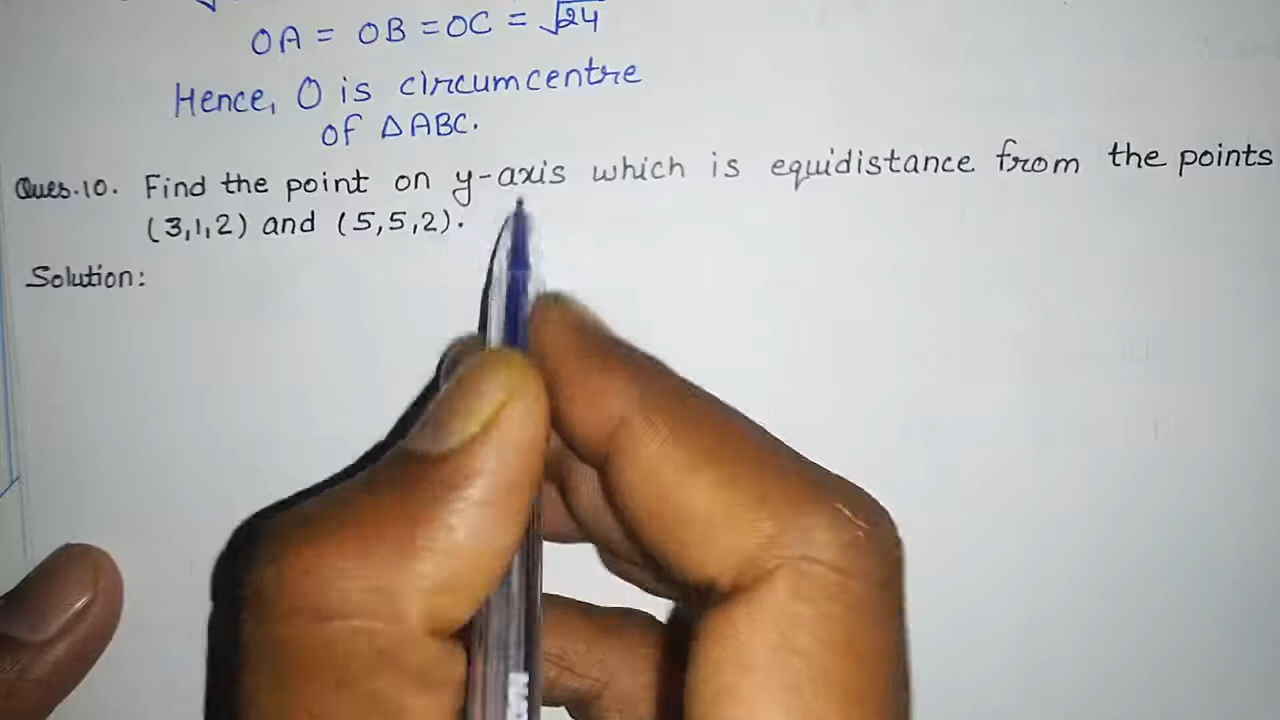 OA = OB = OC = √24
Hence, O is circumcentre
of △ABC.
Ques.10. Find the point on y-axis which is equidistance from the points
(3,1,2) and (5,5,2).
Solution: